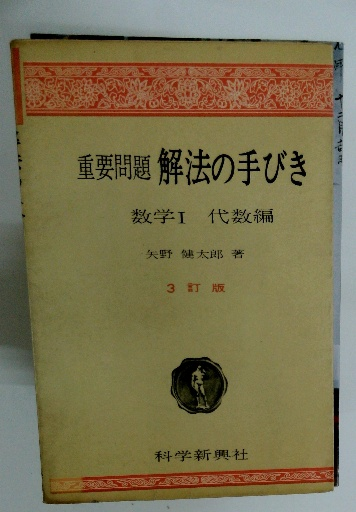 重要問題 解法の手びき
数学I 代数編
矢野 健太郎 著
3 訂 版
科学新興社